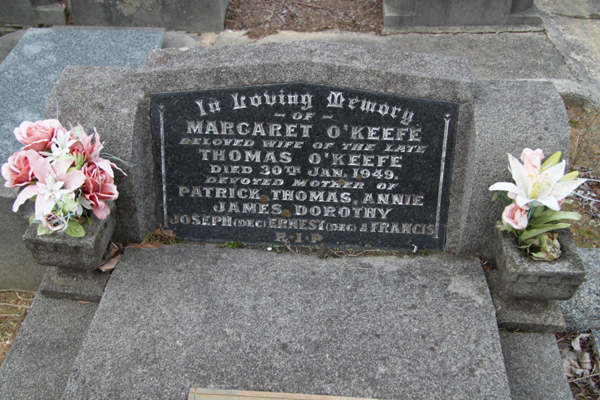 In Loving Memory
- OF -
MARGARET O'KEEFE
BELOVED WIFE OF THE LATE
THOMAS O'KEEFE
DIED 30TH JAN. 1949.
DEVOTED MOTHER OF
PATRICK, THOMAS, ANNIE
JAMES, DOROTHY
JOSEPH (DEC) ERNEST (DEC) & FRANCIS
R.I.P